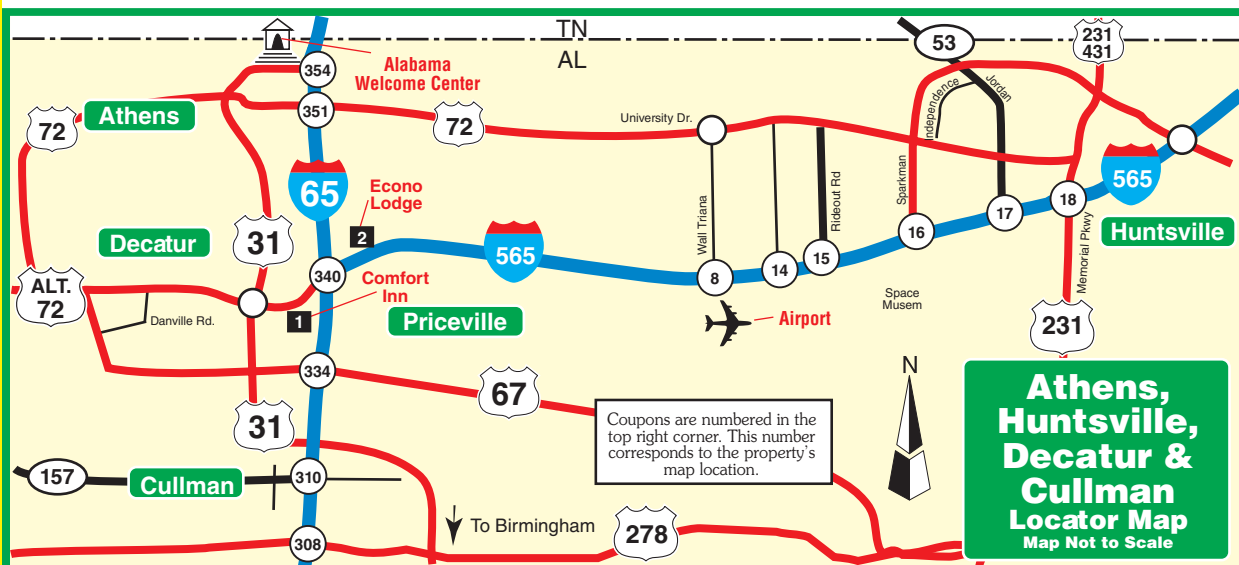 TN
AL
53
231
431
354
Alabama
Welcome Center
351
72
Athens
72
University Dr.
Independence
Jordan
65
Econo
Lodge
2
Sparkman
Rideout Rd
Wall Triana
565
18
17
16
Huntsville
Decatur
31
565
340
Comfort
Inn
8
14
15
Memorial Pkwy
ALT.
72
Danville Rd.
1
Priceville
Airport
Space
Musem
231
334
67
N
31
Coupons are numbered in the
top right corner. This number
corresponds to the property's
map location.
Athens,
Huntsville,
Decatur &
Cullman
Locator Map
Map Not to Scale
157
Cullman
310
To Birmingham
278
308